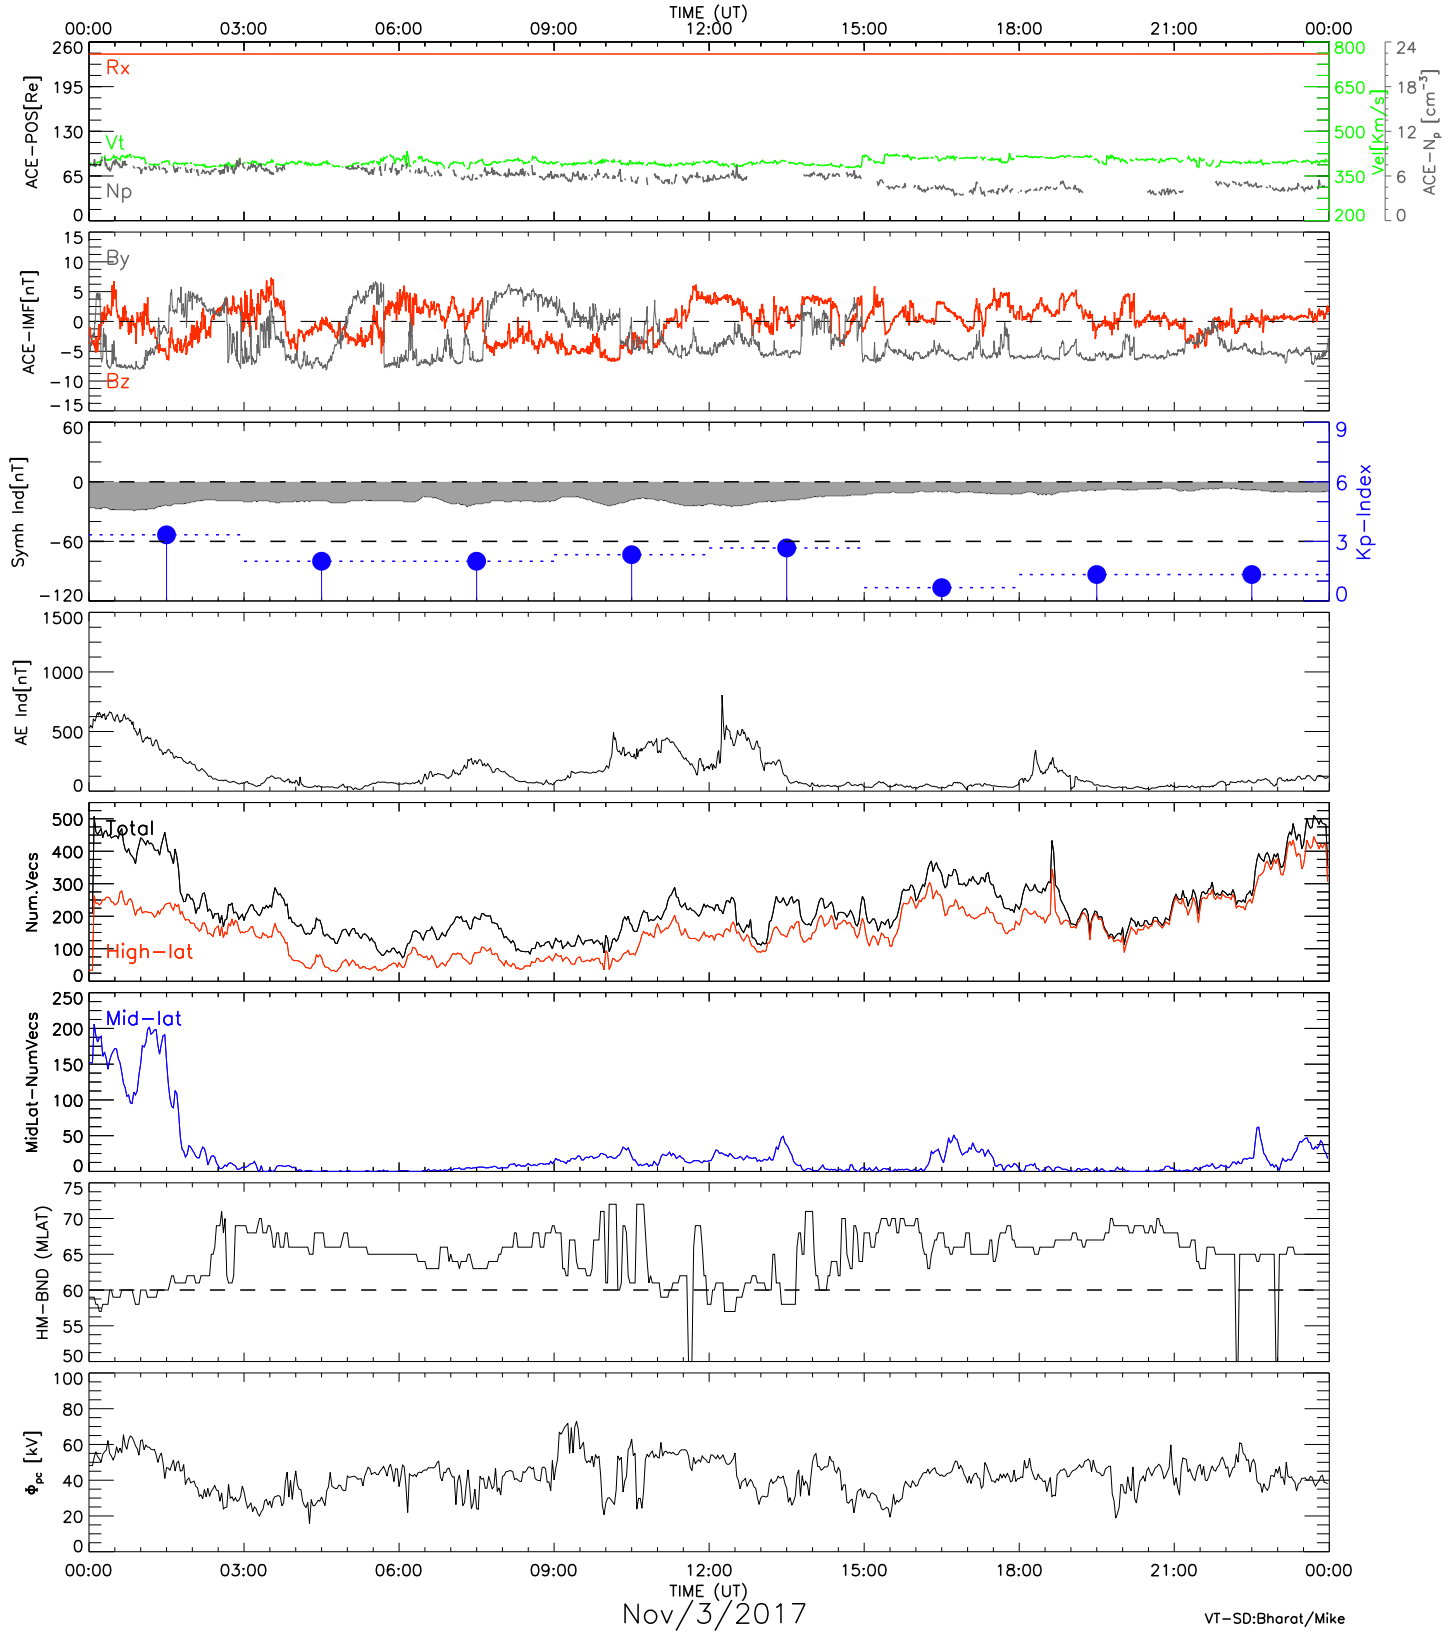 TIME (UT)
00:00 03:00 06:00 09:00 12:00 15:00 18:00 21:00 00:00
ACE-POS[Re]
260
195
130
65
0
Rx
Vt
Np
800
650
500
350
200
Vel[Km/s]
24
18
12
6
0
ACE-Np [cm-3]
ACE-IMF[nT]
15
10
5
0
-5
-10
-15
By
Bz
Symh Ind[nT]
60
0
-60
-120
9
6
3
0
Kp-Index
AE Ind[nT]
1500
1000
500
0
Num.Vecs
500
400
300
200
100
0
Total
High-lat
MidLat-NumVecs
250
200
150
100
50
0
Mid-lat
HM-BND (MLAT)
75
70
65
60
55
50
Φpc [kV]
100
80
60
40
20
0
00:00 03:00 06:00 09:00 12:00 15:00 18:00 21:00 00:00
TIME (UT)
Nov/3/2017
VT-SD:Bharat/Mike